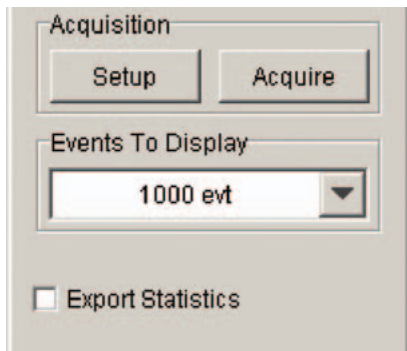 Acquisition
Setup Acquire
Events To Display
1000 evt
Export Statistics